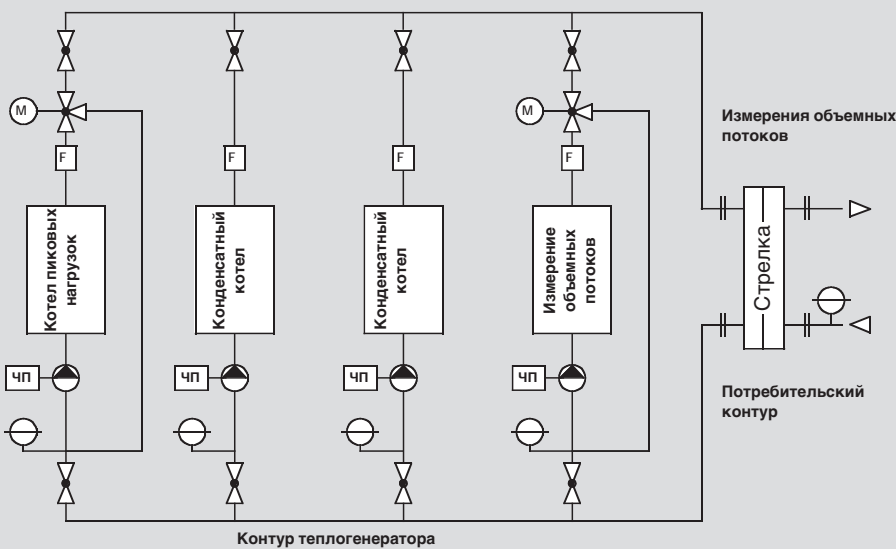 M
M
Измерения объемных
потоков
F
F
F
F
Котел пиковых
нагрузок
Конденсатный
котел
Конденсатный
котел
Измерение
объемных
потоков
Стрелка
ЧП
ЧП
ЧП
ЧП
Потребительский
контур
Контур теплогенератора